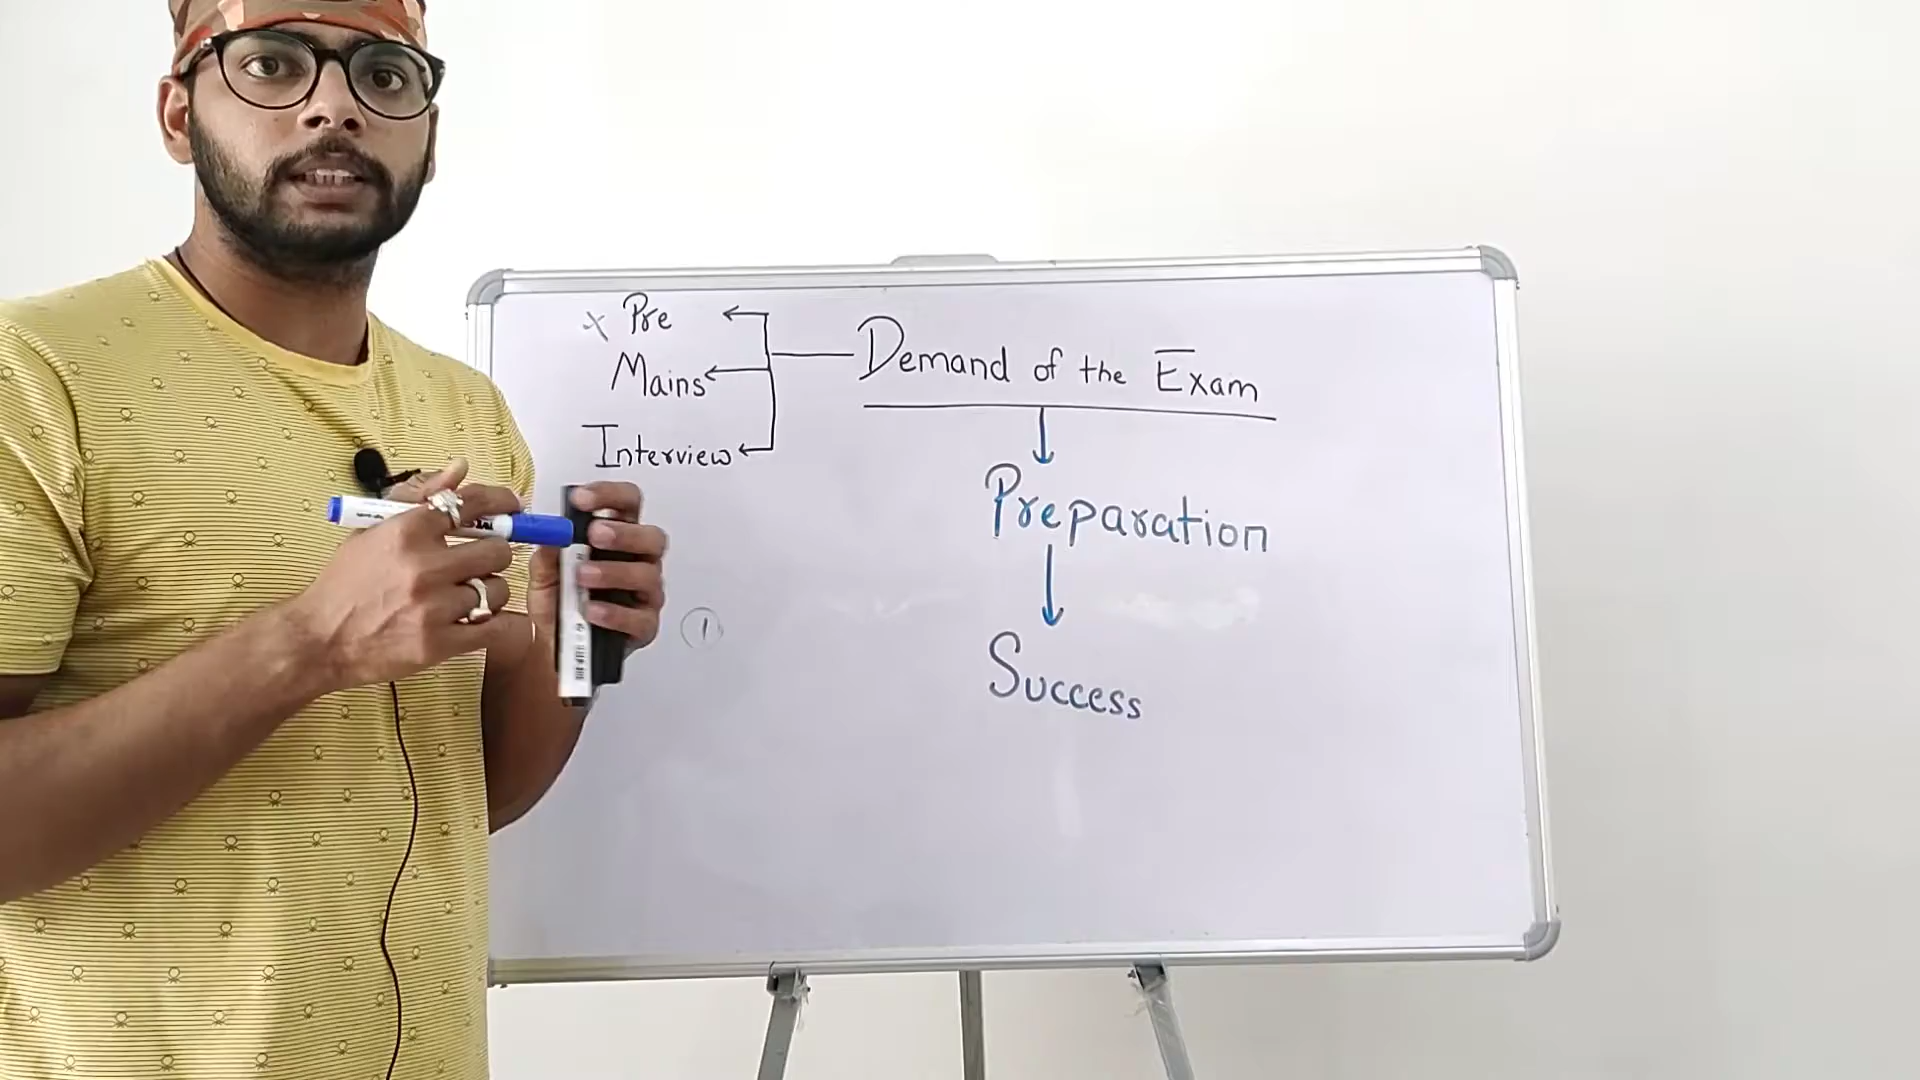 x Pre
Mains
Interview
Demand of the Exam
Preparation
Success
1